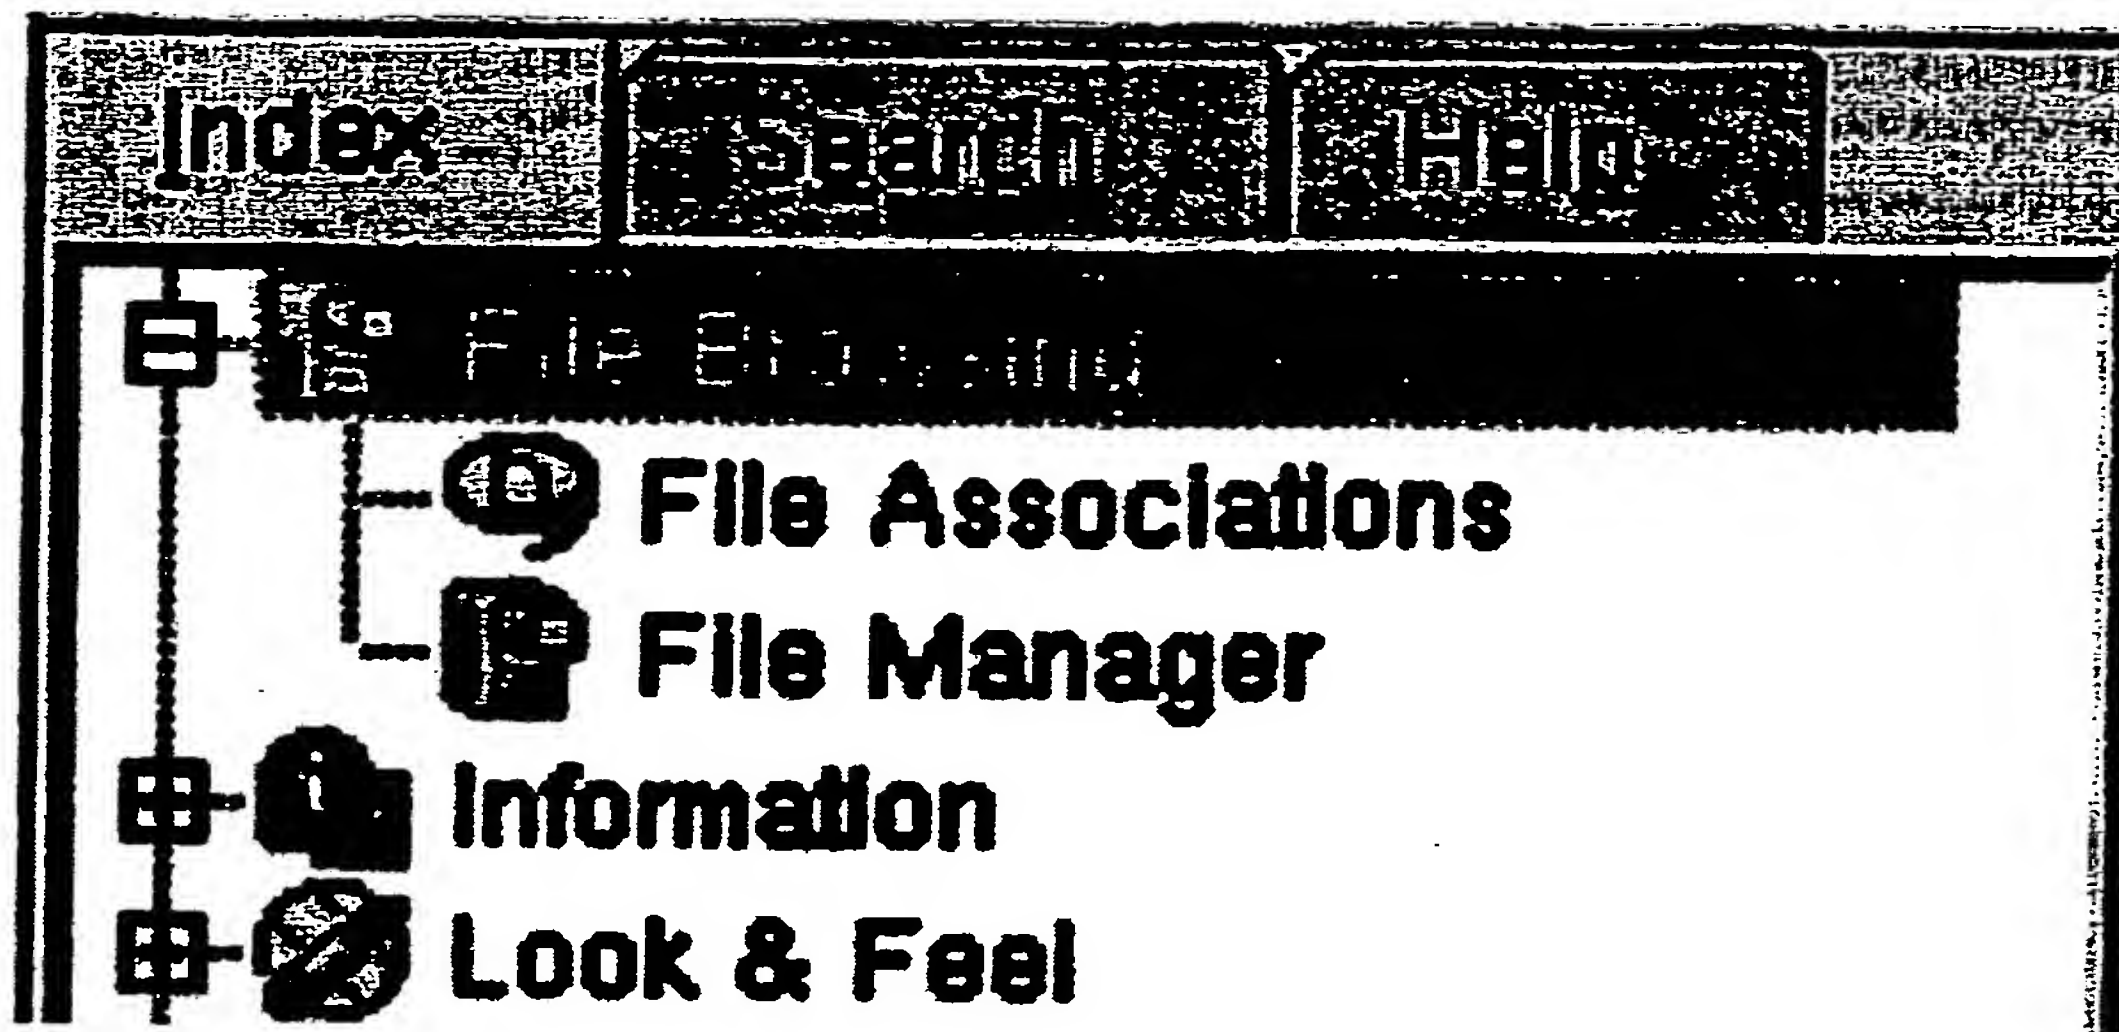 Index Search Help
File Browsing
File Associations
File Manager
Information
Look & Feel